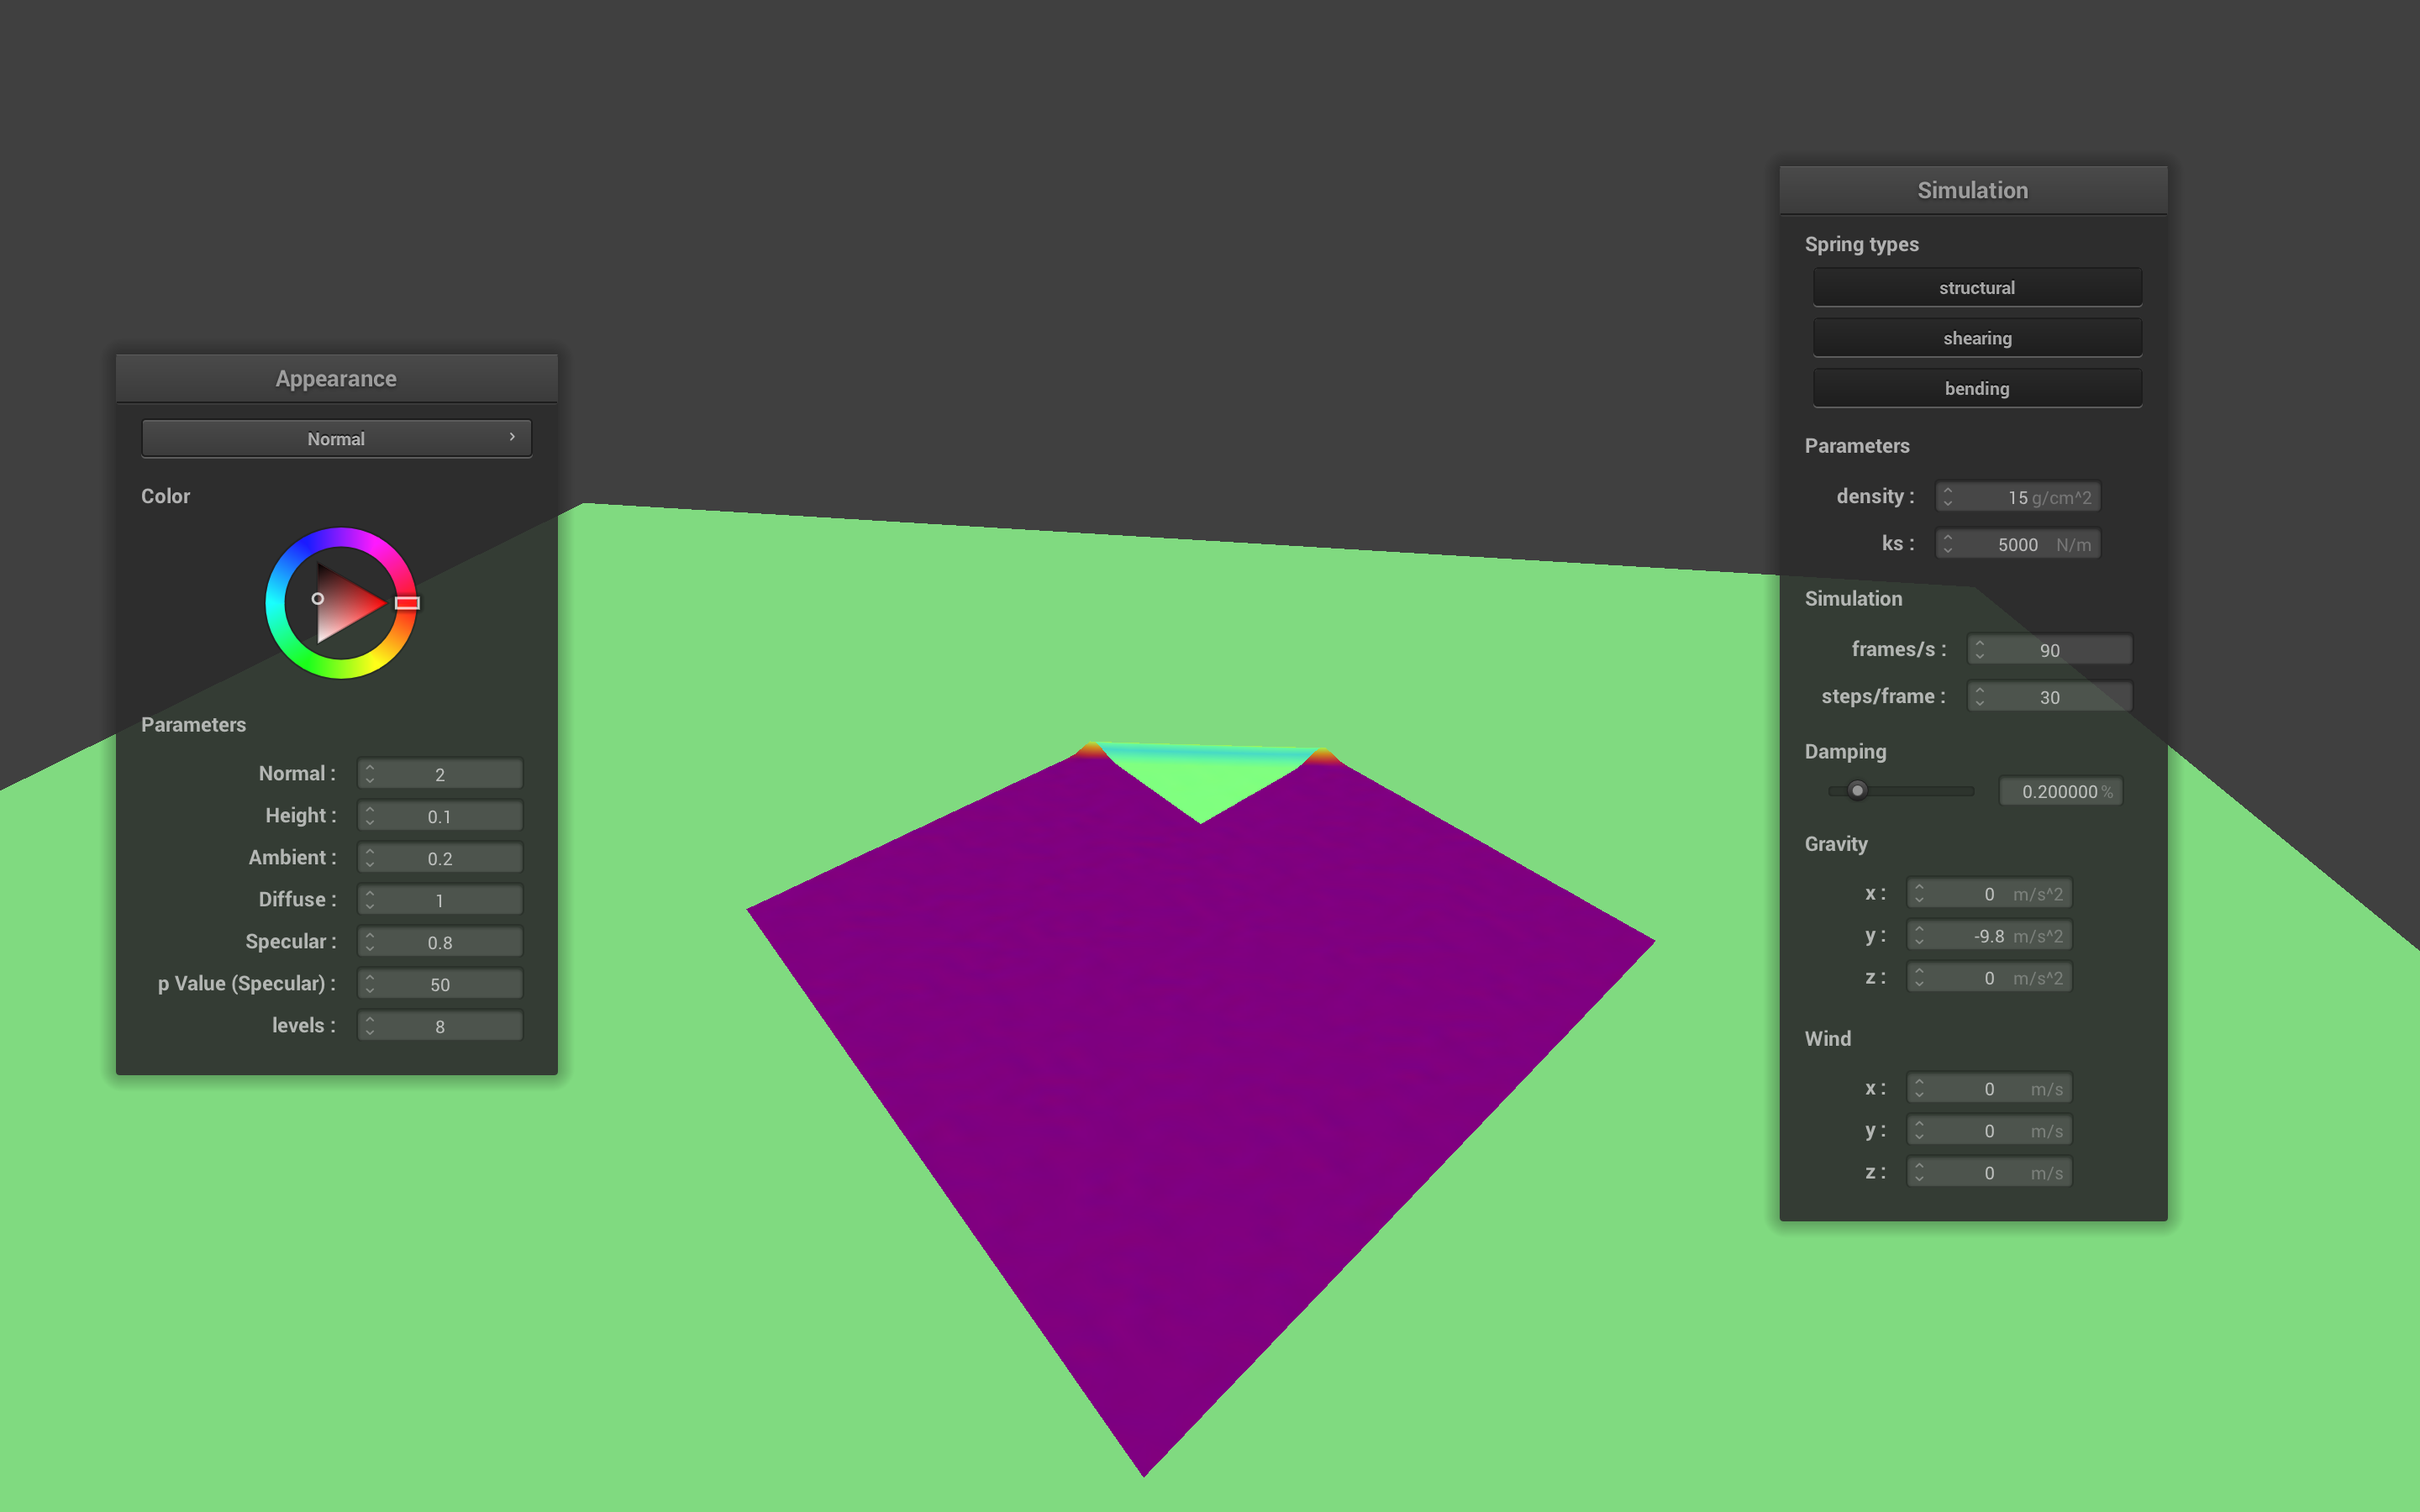 Appearance
Normal
Color
Parameters
Normal : 2
Height : 0.1
Ambient : 0.2
Diffuse : 1
Specular : 0.8
p Value (Specular) : 50
levels : 8
Simulation
Spring types
structural
shearing
bending
Parameters
density : 15 g/cm^2
ks : 5000 N/m
Simulation
frames/s : 90
steps/frame : 30
Damping
0.200000 %
Gravity
x : 0 m/s^2
y : -9.8 m/s^2
z : 0 m/s^2
Wind
x : 0 m/s
y : 0 m/s
z : 0 m/s